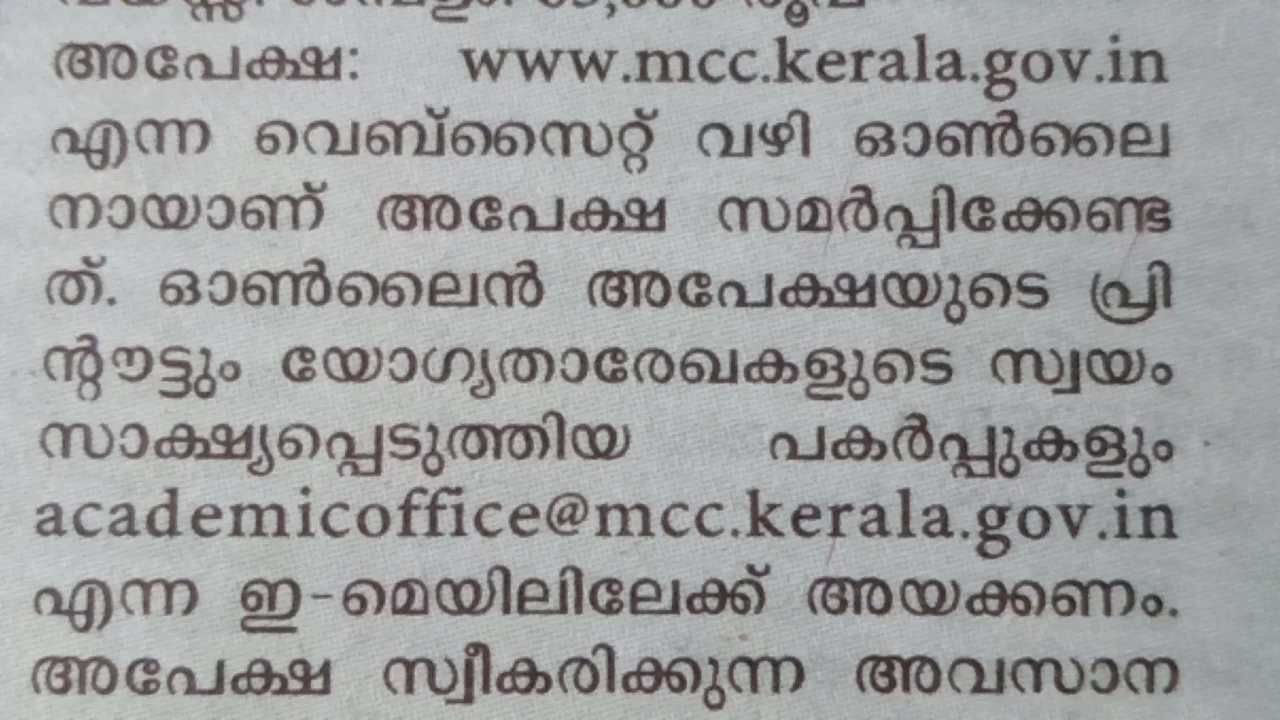 അപേക്ഷ: www.mcc.kerala.gov.in
എന്ന വെബ്സൈറ്റ് വഴി ഓൺലൈ
നായാണ് അപേക്ഷ സമർപ്പിക്കേണ്ട
ത്. ഓൺലൈൻ അപേക്ഷയുടെ പ്രി
ന്റൗട്ടും യോഗ്യതാരേഖകളുടെ സ്വയം
സാക്ഷ്യപ്പെടുത്തിയ പകർപ്പുകളും
academicoffice@mcc.kerala.gov.in
എന്ന ഇ-മെയിലിലേക്ക് അയക്കണം.
അപേക്ഷ സ്വീകരിക്കുന്ന അവസാന